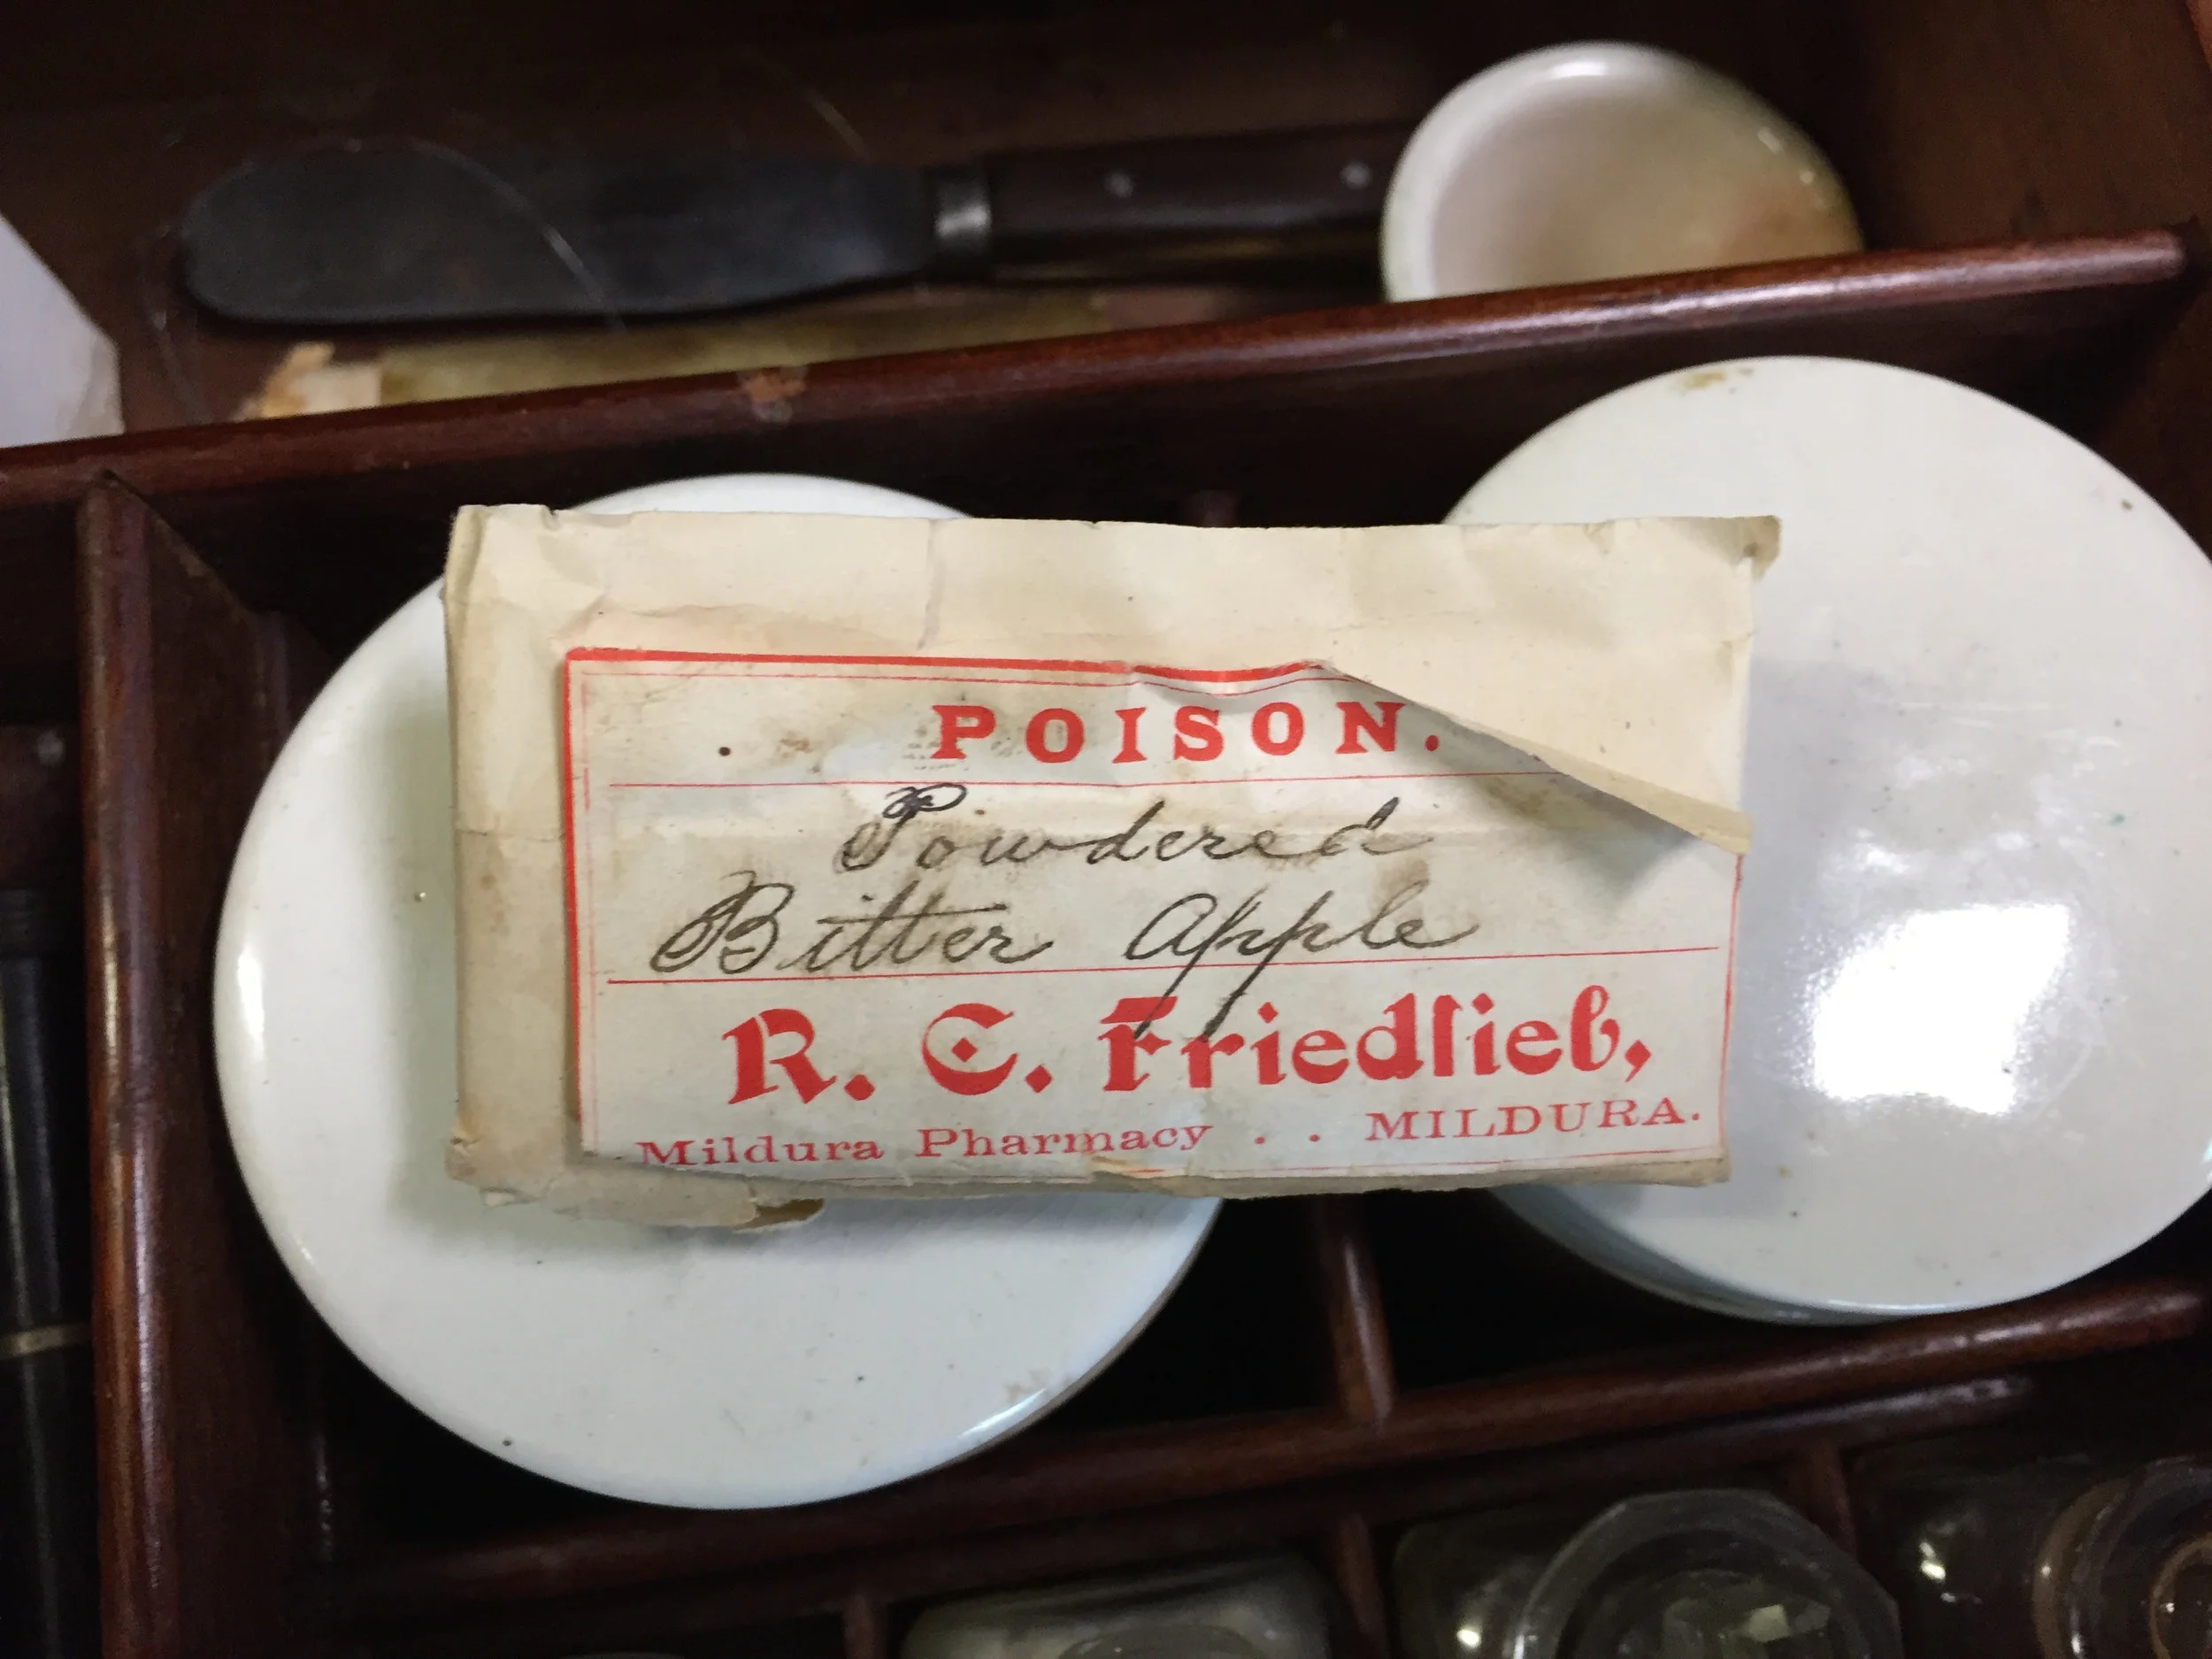 POISON.
Powdered
Bitter Apple
R. C. Friedlieb,
Mildura Pharmacy . . MILDURA.